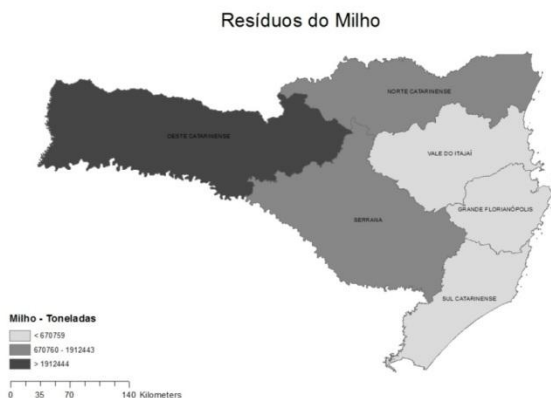 Resíduos do Milho
NORTE CATARINENSE
OESTE CATARINENSE
VALE DO ITAJAÍ
GRANDE FLORIANÓPOLIS
SERRANA
SUL CATARINENSE
Milho - Toneladas
< 670759
670760 - 1912443
> 1912444
0 35 70 140 Kilometers